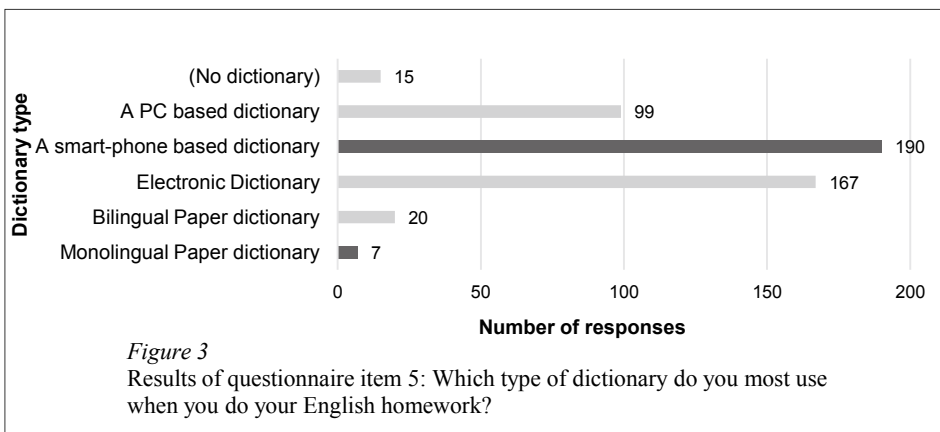 Dictionary type
(No dictionary) 15
A PC based dictionary 99
A smart-phone based dictionary 190
Electronic Dictionary 167
Bilingual Paper dictionary 20
Monolingual Paper dictionary 7
0 50 100 150 200
Number of responses
Figure 3
Results of questionnaire item 5: Which type of dictionary do you most use
when you do your English homework?